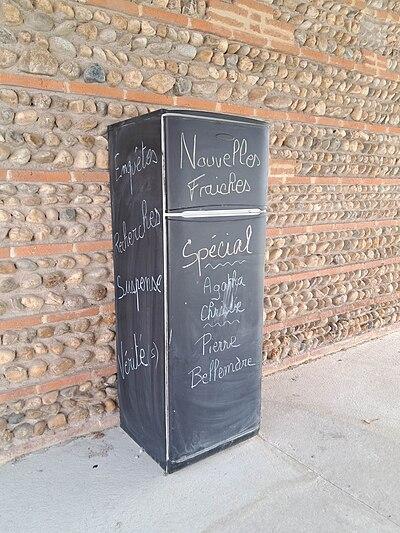 Nouvelles
Fraiches
Spécial
Agatha
Christie
Pierre
Bellemare
Enquêtes
Recherches
Suspense
Vérité(s)